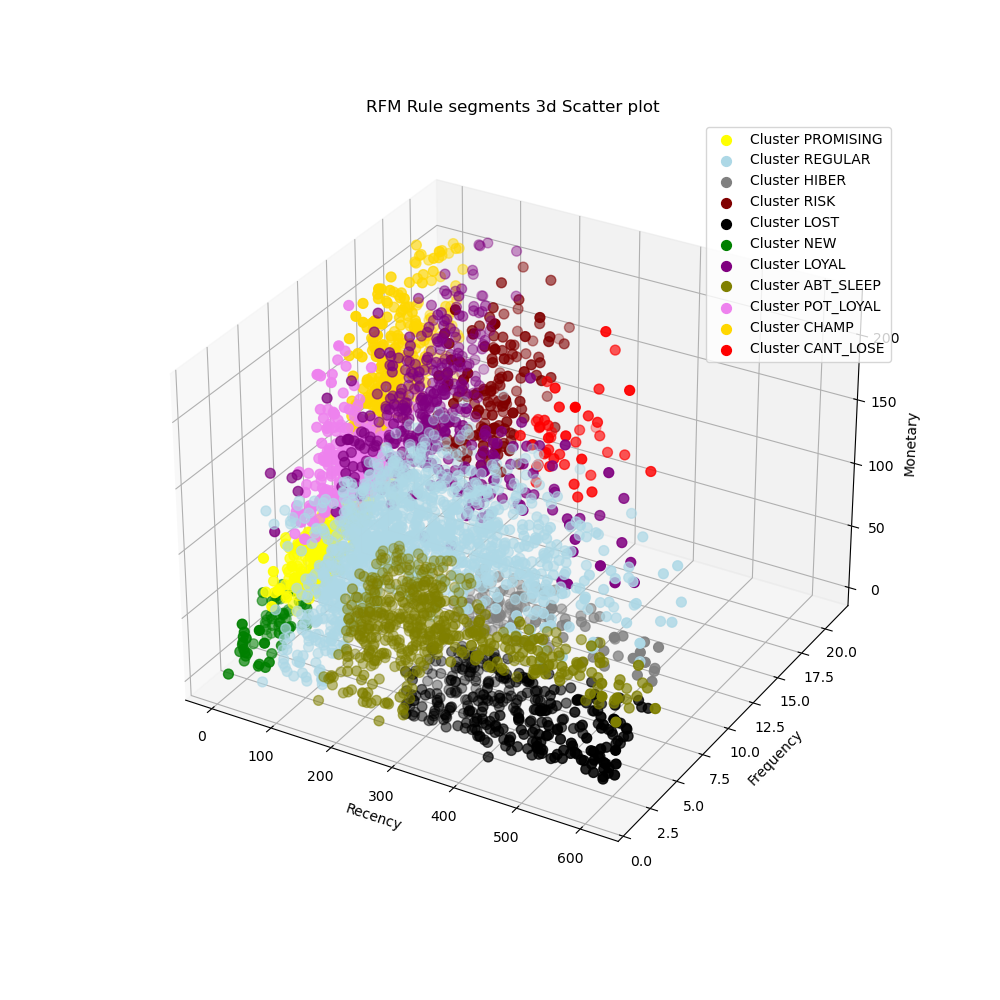 RFM Rule segments 3d Scatter plot
Cluster PROMISING
Cluster REGULAR
Cluster HIBER
Cluster RISK
Cluster LOST
Cluster NEW
Cluster LOYAL
Cluster ABT_SLEEP
Cluster POT_LOYAL
Cluster CHAMP
Cluster CANT_LOSE
200
150
100
50
0
Monetary
0
100
200
300
400
500
600
Recency
0.0
2.5
5.0
7.5
10.0
12.5
15.0
17.5
20.0
Frequency